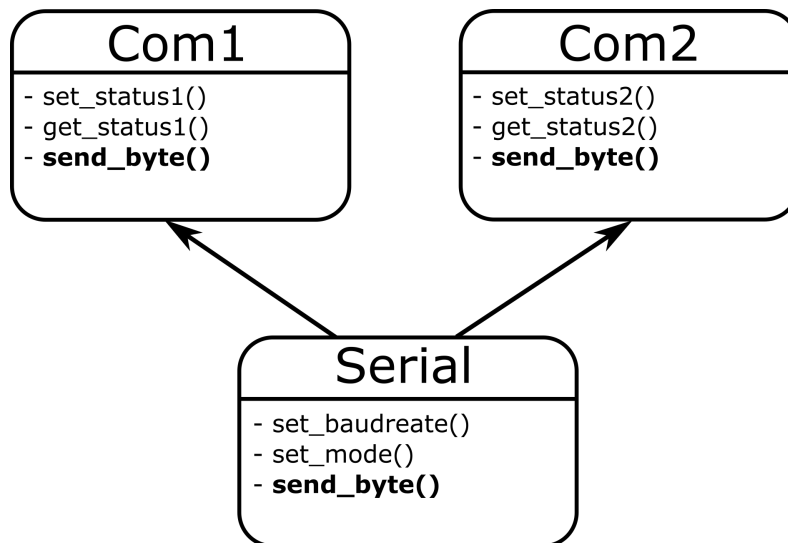 Com1
- set_status1()
- get_status1()
- send_byte()
Com2
- set_status2()
- get_status2()
- send_byte()
Serial
- set_baudreate()
- set_mode()
- send_byte()